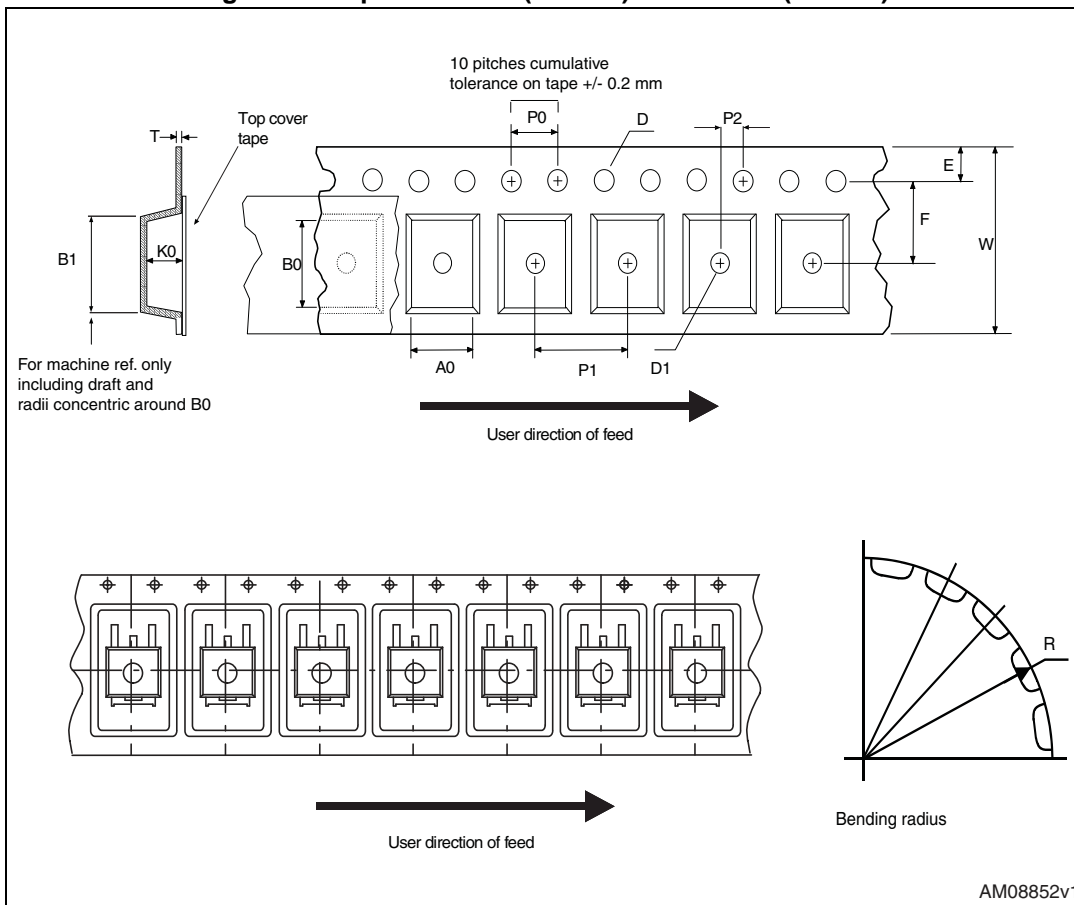 10 pitches cumulative
tolerance on tape +/- 0.2 mm
P0
D
P2
T
Top cover
tape
E
F
W
B1
K0
B0
For machine ref. only
including draft and
radii concentric around B0
A0
P1
D1
User direction of feed
R
Bending radius
User direction of feed
AM08852v1